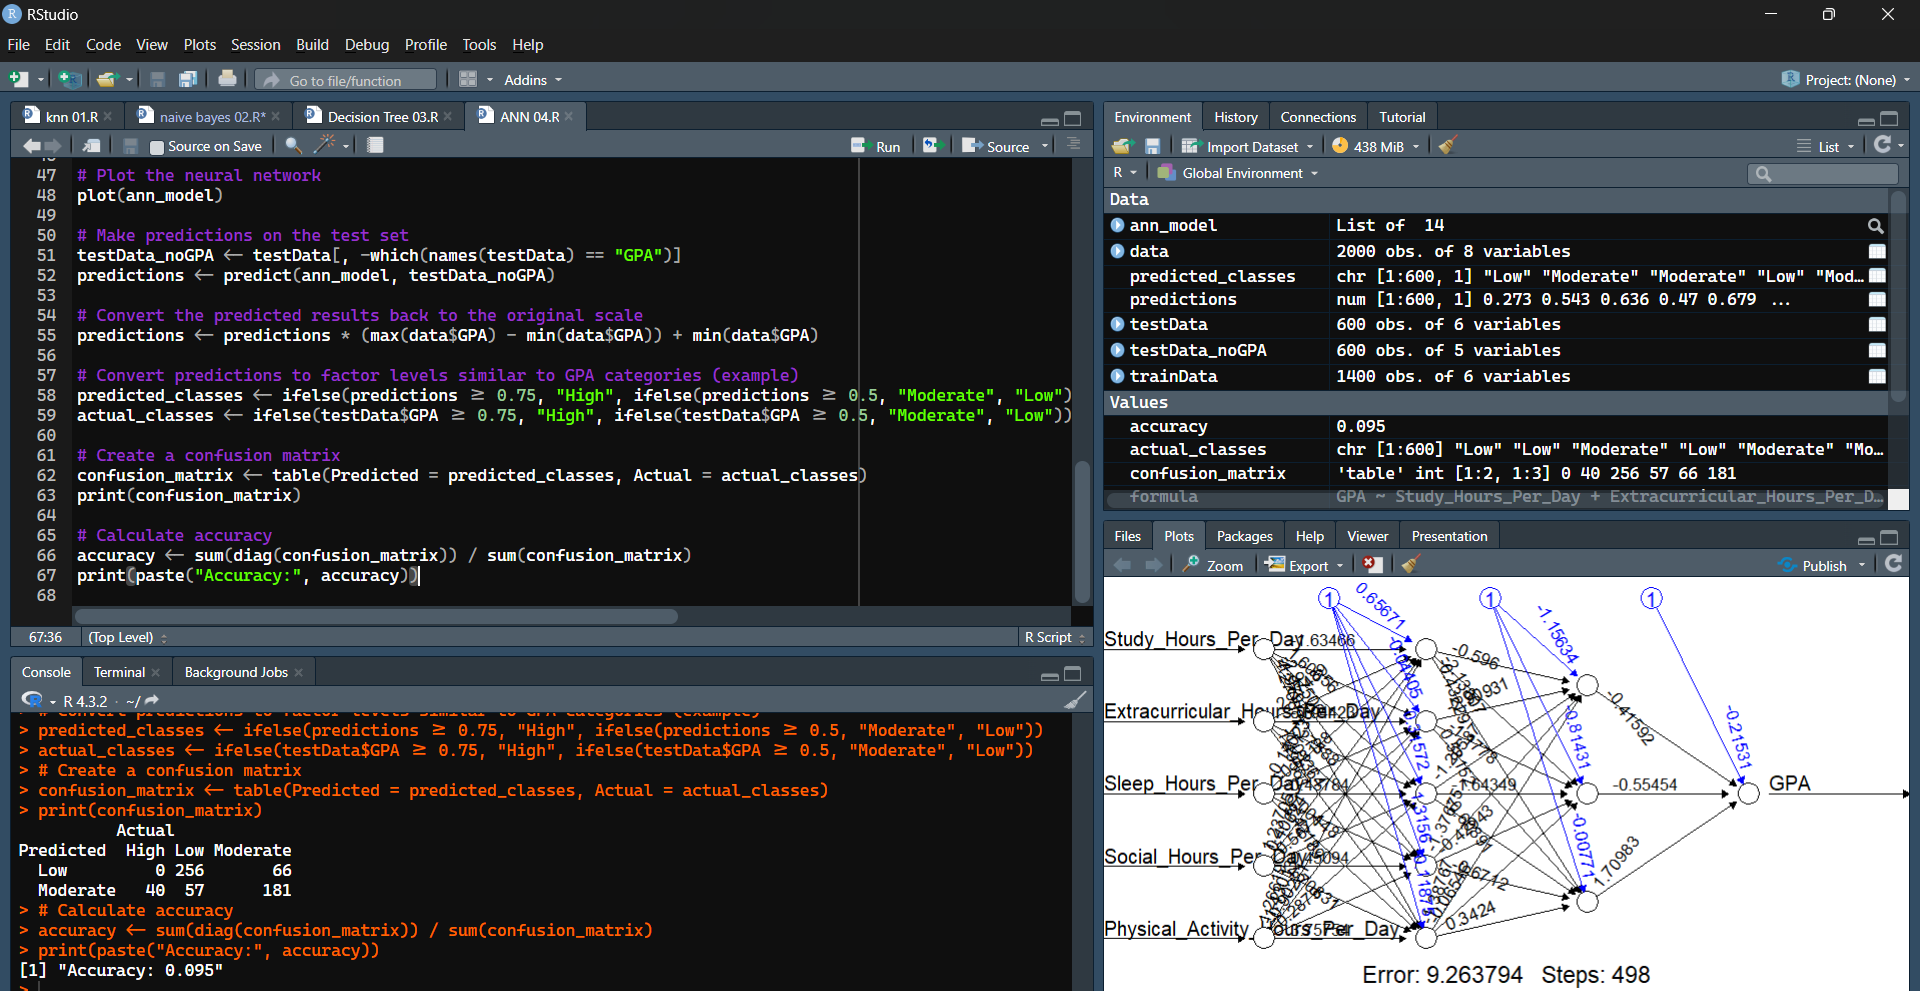 RStudio
File Edit Code View Plots Session Build Debug Profile Tools Help
Go to file/function Addins Project: (None)
knn 01.R naive bayes 02.R* Decision Tree 03.R ANN 04.R
Source on Save Run Source
47 # Plot the neural network
48 plot(ann_model)
49
50 # Make predictions on the test set
51 testData_noGPA <- testData[, -which(names(testData) == "GPA")]
52 predictions <- predict(ann_model, testData_noGPA)
53
54 # Convert the predicted results back to the original scale
55 predictions <- predictions * (max(data$GPA) - min(data$GPA)) + min(data$GPA)
56
57 # Convert predictions to factor levels similar to GPA categories (example)
58 predicted_classes <- ifelse(predictions >= 0.75, "High", ifelse(predictions >= 0.5, "Moderate", "Low")
59 actual_classes <- ifelse(testData$GPA >= 0.75, "High", ifelse(testData$GPA >= 0.5, "Moderate", "Low"))
60
61 # Create a confusion matrix
62 confusion_matrix <- table(Predicted = predicted_classes, Actual = actual_classes)
63 print(confusion_matrix)
64
65 # Calculate accuracy
66 accuracy <- sum(diag(confusion_matrix)) / sum(confusion_matrix)
67 print(paste("Accuracy:", accuracy))
68
67:36 (Top Level) R Script
Console Terminal Background Jobs
R 4.3.2 · ~/
> # Convert predictions to factor levels similar to GPA categories (example)
> predicted_classes <- ifelse(predictions >= 0.75, "High", ifelse(predictions >= 0.5, "Moderate", "Low"))
> actual_classes <- ifelse(testData$GPA >= 0.75, "High", ifelse(testData$GPA >= 0.5, "Moderate", "Low"))
> # Create a confusion matrix
> confusion_matrix <- table(Predicted = predicted_classes, Actual = actual_classes)
> print(confusion_matrix)
Actual
Predicted High Low Moderate
Low 0 256 66
Moderate 40 57 181
> # Calculate accuracy
> accuracy <- sum(diag(confusion_matrix)) / sum(confusion_matrix)
> print(paste("Accuracy:", accuracy))
[1] "Accuracy: 0.095"
>
Environment History Connections Tutorial
Import Dataset 438 MiB List
R Global Environment
Data
ann_model List of 14
data 2000 obs. of 8 variables
predicted_classes chr [1:600, 1] "Low" "Moderate" "Moderate" "Low" "Mod…
predictions num [1:600, 1] 0.273 0.543 0.636 0.47 0.679 ...
testData 600 obs. of 6 variables
testData_noGPA 600 obs. of 5 variables
trainData 1400 obs. of 6 variables
Values
accuracy 0.095
actual_classes chr [1:600] "Low" "Low" "Moderate" "Low" "Moderate" "Mo…
confusion_matrix 'table' int [1:2, 1:3] 0 40 256 57 66 181
formula GPA ~ Study_Hours_Per_Day + Extracurricular_Hours_Per_D…
Files Plots Packages Help Viewer Presentation
Zoom Export Publish
1 1 1
0.65671
-1.15634
Study_Hours_Per_Day
-0.596
Extracurricular_Hours_Per_Day
-0.41592
-0.21531
0.81431
Sleep_Hours_Per_Day
-0.55454
GPA
Social_Hours_Per_Day
-0.00771
1.70983
Physical_Activity_Hours_Per_Day
0.3424
Error: 9.263794 Steps: 498